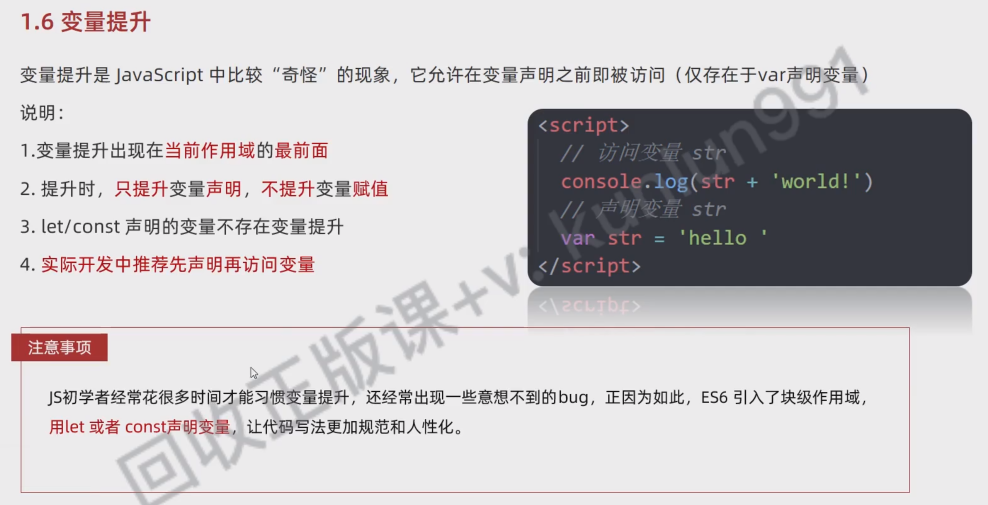 1.6 变量提升
变量提升是 JavaScript 中比较“奇怪”的现象，它允许在变量声明之前即被访问（仅存在于var声明变量）
说明：
1.变量提升出现在当前作用域的最前面
2. 提升时，只提升变量声明，不提升变量赋值
3. let/const 声明的变量不存在变量提升
4. 实际开发中推荐先声明再访问变量
<script>
// 访问变量 str
console.log(str + 'world!')
// 声明变量 str
var str = 'hello '
</script>
注意事项
JS初学者经常花很多时间才能习惯变量提升，还经常出现一些意想不到的bug，正因为如此，ES6 引入了块级作用域，
用let 或者 const声明变量，让代码写法更加规范和人性化。
回收正版课+v: kunlun991